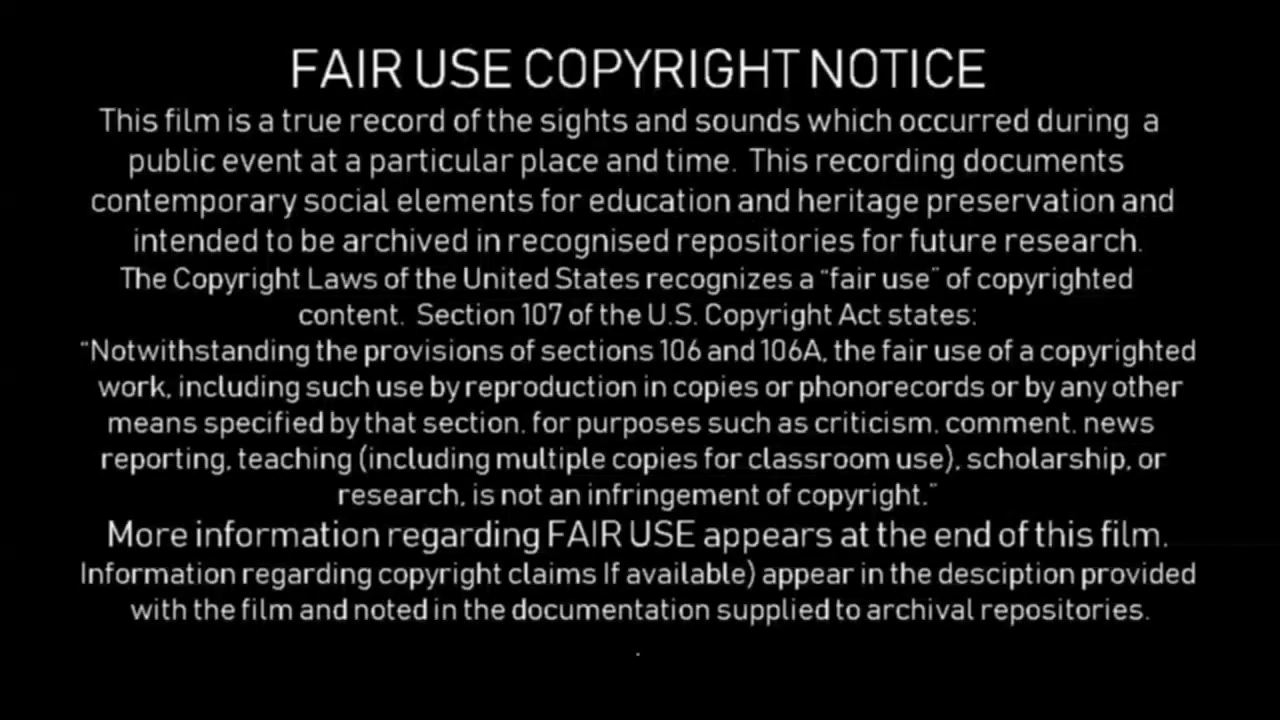 FAIR USE COPYRIGHT NOTICE
This film is a true record of the sights and sounds which occurred during a
public event at a particular place and time. This recording documents
contemporary social elements for education and heritage preservation and
intended to be archived in recognised repositories for future research.
The Copyright Laws of the United States recognizes a "fair use" of copyrighted
content. Section 107 of the U.S. Copyright Act states:
"Notwithstanding the provisions of sections 106 and 106A, the fair use of a copyrighted
work, including such use by reproduction in copies or phonorecords or by any other
means specified by that section, for purposes such as criticism, comment, news
reporting, teaching (including multiple copies for classroom use), scholarship, or
research, is not an infringement of copyright."
More information regarding FAIR USE appears at the end of this film.
Information regarding copyright claims If available) appear in the desciption provided
with the film and noted in the documentation supplied to archival repositories.
.